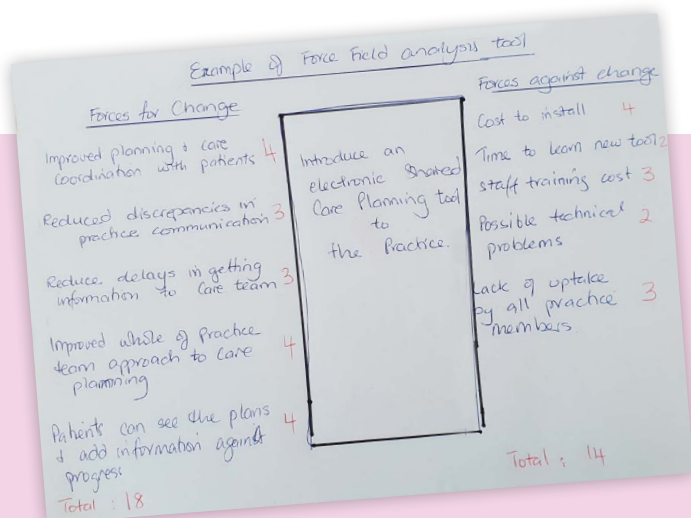 Example of Force Field analysis tool
Forces for Change
Improved planning + care
coordination with patients 4
Reduced discrepancies in
practice communication 3
Reduce delays in getting
information to care team 3
Improved whole of Practice
team approach to care 4
planning
Patients can see the plans
+ add information against 4
progress
Total : 18
Introduce an
electronic Shared
Care Planning tool
to
the Practice.
Forces against change
Cost to install 4
Time to learn new tool 2
staff training cost 3
Possible technical 2
problems
Lack of uptake
by all practice 3
members
Total : 14